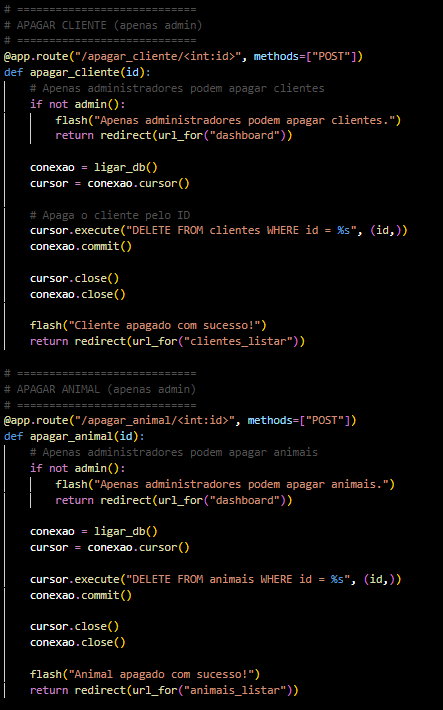 # ============================
# APAGAR CLIENTE (apenas admin)
# ============================
@app.route("/apagar_cliente/<int:id>", methods=["POST"])
def apagar_cliente(id):
    # Apenas administradores podem apagar clientes
    if not admin():
        flash("Apenas administradores podem apagar clientes.")
        return redirect(url_for("dashboard"))

    conexao = ligar_db()
    cursor = conexao.cursor()

    # Apaga o cliente pelo ID
    cursor.execute("DELETE FROM clientes WHERE id = %s", (id,))
    conexao.commit()

    cursor.close()
    conexao.close()

    flash("Cliente apagado com sucesso!")
    return redirect(url_for("clientes_listar"))

# ============================
# APAGAR ANIMAL (apenas admin)
# ============================
@app.route("/apagar_animal/<int:id>", methods=["POST"])
def apagar_animal(id):
    # Apenas administradores podem apagar animais
    if not admin():
        flash("Apenas administradores podem apagar animais.")
        return redirect(url_for("dashboard"))

    conexao = ligar_db()
    cursor = conexao.cursor()

    cursor.execute("DELETE FROM animais WHERE id = %s", (id,))
    conexao.commit()

    cursor.close()
    conexao.close()

    flash("Animal apagado com sucesso!")
    return redirect(url_for("animais_listar"))